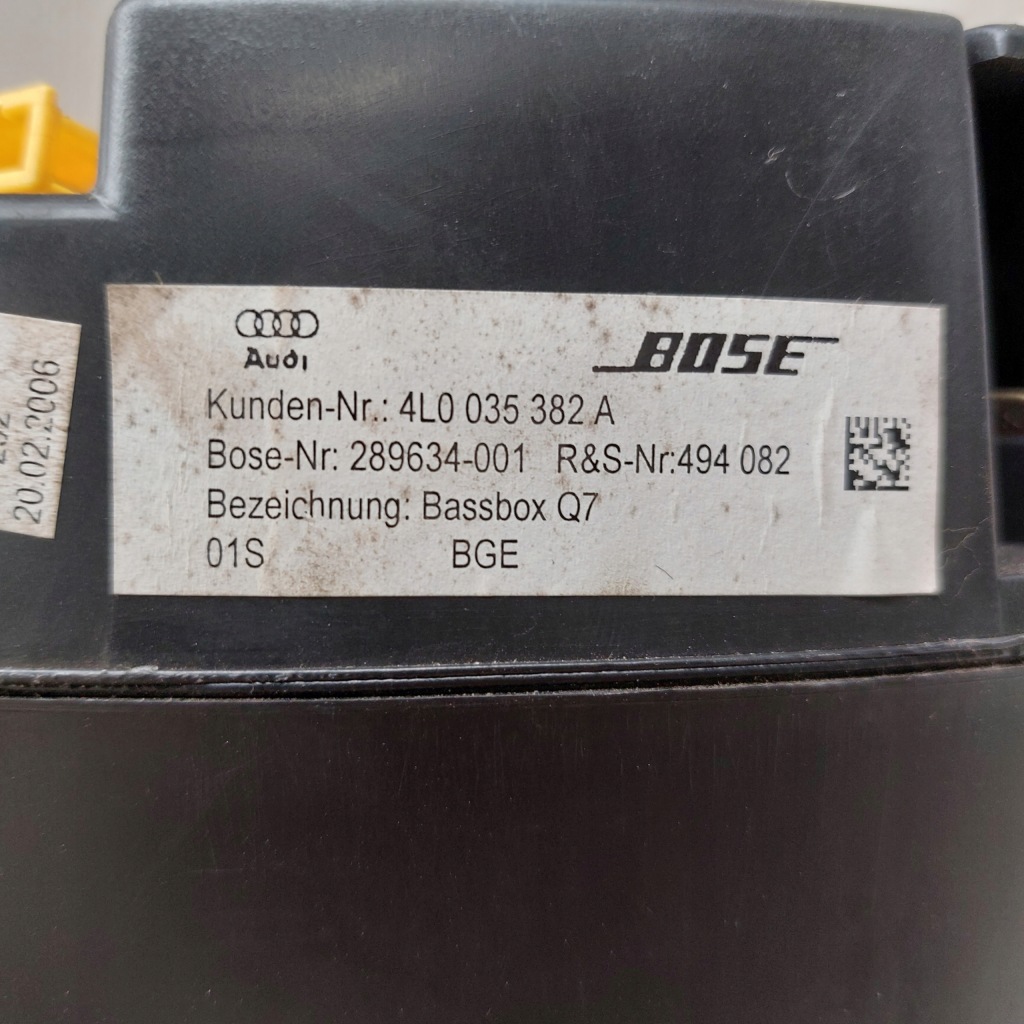 Audi
BOSE
Kunden-Nr.: 4L0 035 382 A
Bose-Nr: 289634-001 R&S-Nr:494 082
Bezeichnung: Bassbox Q7
01S BGE
20.02.2006